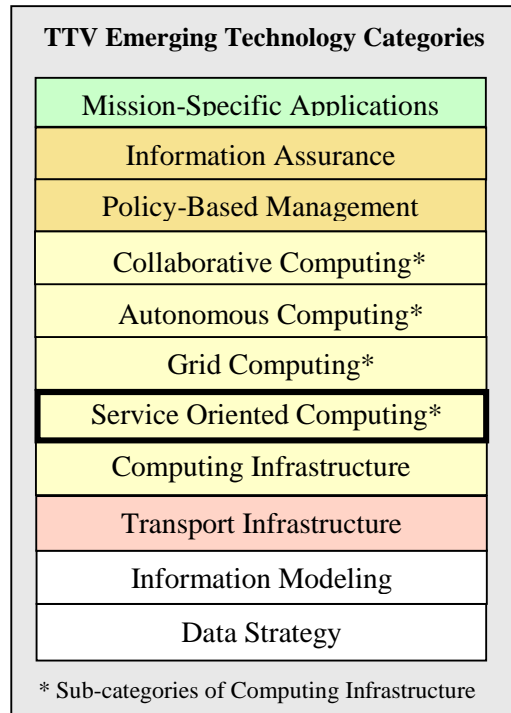 TTV Emerging Technology Categories
Mission-Specific Applications
Information Assurance
Policy-Based Management
Collaborative Computing*
Autonomous Computing*
Grid Computing*
Service Oriented Computing*
Computing Infrastructure
Transport Infrastructure
Information Modeling
Data Strategy
* Sub-categories of Computing Infrastructure